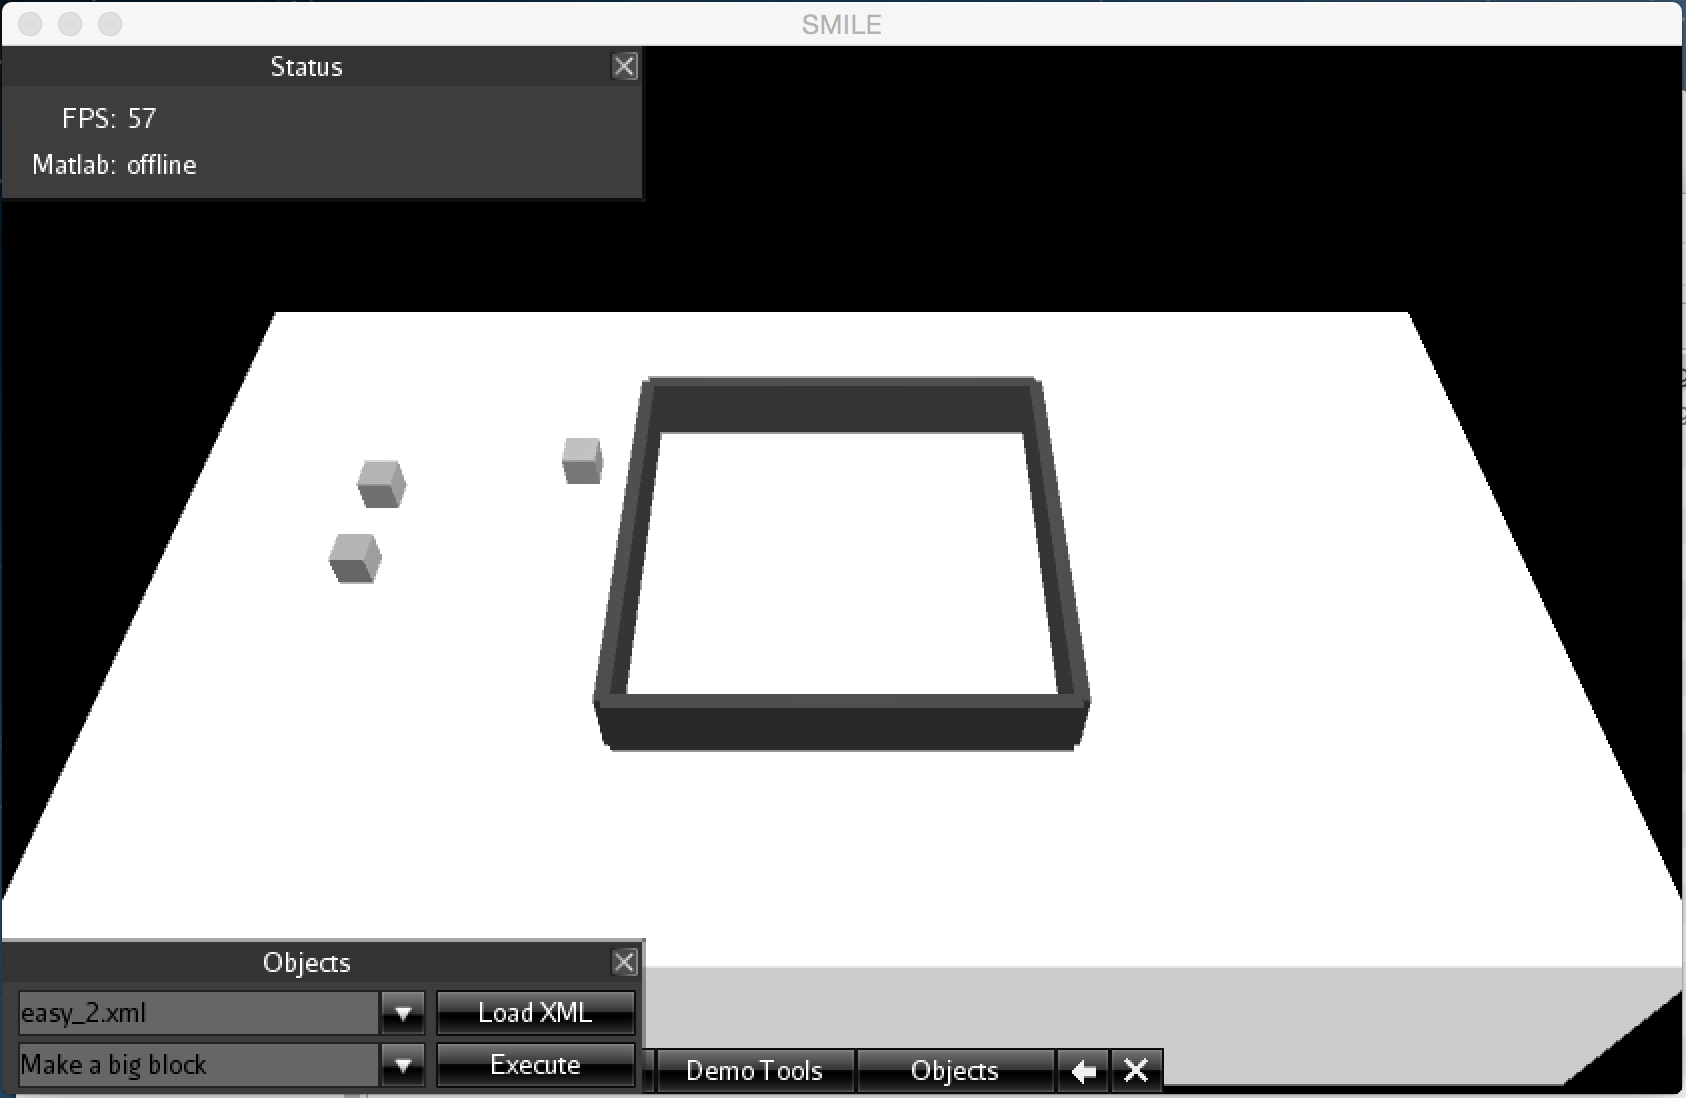 SMILE
Status
FPS: 57
Matlab: offline
Objects
easy_2.xml
Load XML
Make a big block
Execute
Demo Tools
Objects